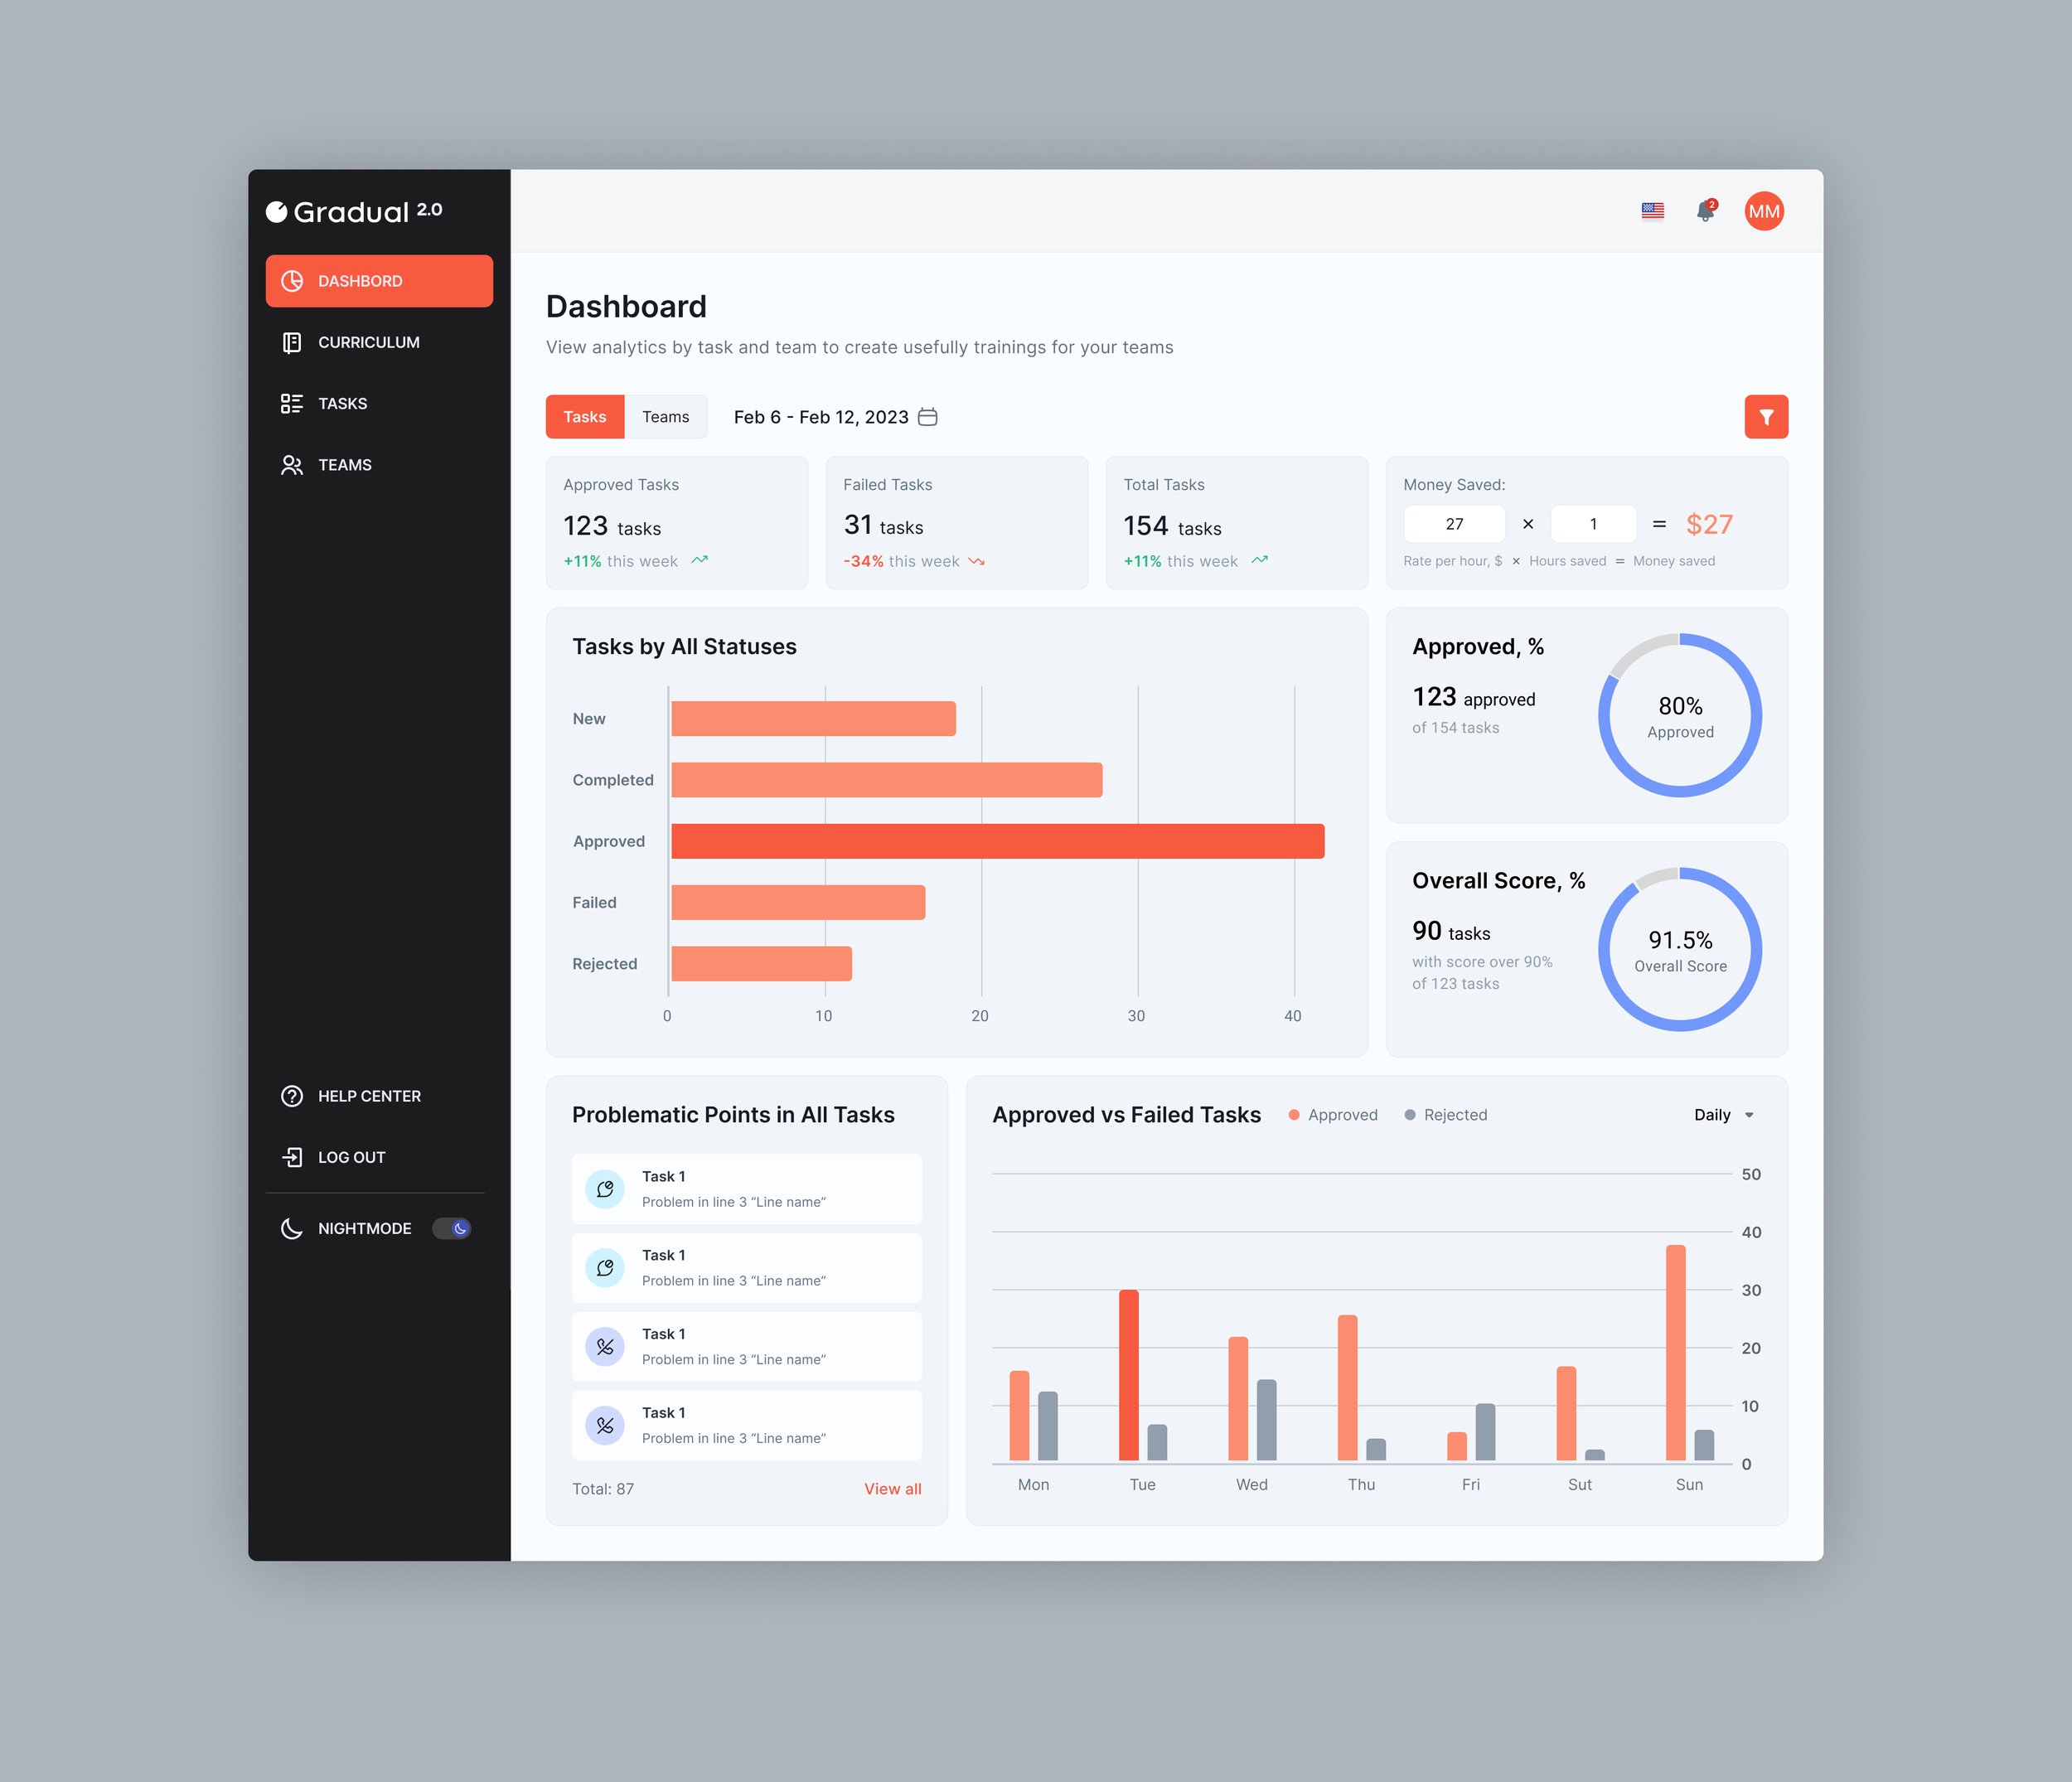 Gradual 2.0
DASHBORD
CURRICULUM
TASKS
TEAMS
HELP CENTER
LOG OUT
NIGHTMODE
2
MM
Dashboard
View analytics by task and team to create usefully trainings for your teams
Tasks
Teams
Feb 6 - Feb 12, 2023
Approved Tasks
123 tasks
+11% this week
Failed Tasks
31 tasks
-34% this week
Total Tasks
154 tasks
+11% this week
Money Saved:
27 × 1 = $27
Rate per hour, $ × Hours saved = Money saved
Tasks by All Statuses
New
Completed
Approved
Failed
Rejected
0 10 20 30 40
Approved, %
123 approved
of 154 tasks
80%
Approved
Overall Score, %
90 tasks
with score over 90%
of 123 tasks
91.5%
Overall Score
Problematic Points in All Tasks
Task 1
Problem in line 3 “Line name”
Task 1
Problem in line 3 “Line name”
Task 1
Problem in line 3 “Line name”
Task 1
Problem in line 3 “Line name”
Total: 87
View all
Approved vs Failed Tasks
Approved
Rejected
Daily
50
40
30
20
10
0
Mon Tue Wed Thu Fri Sut Sun